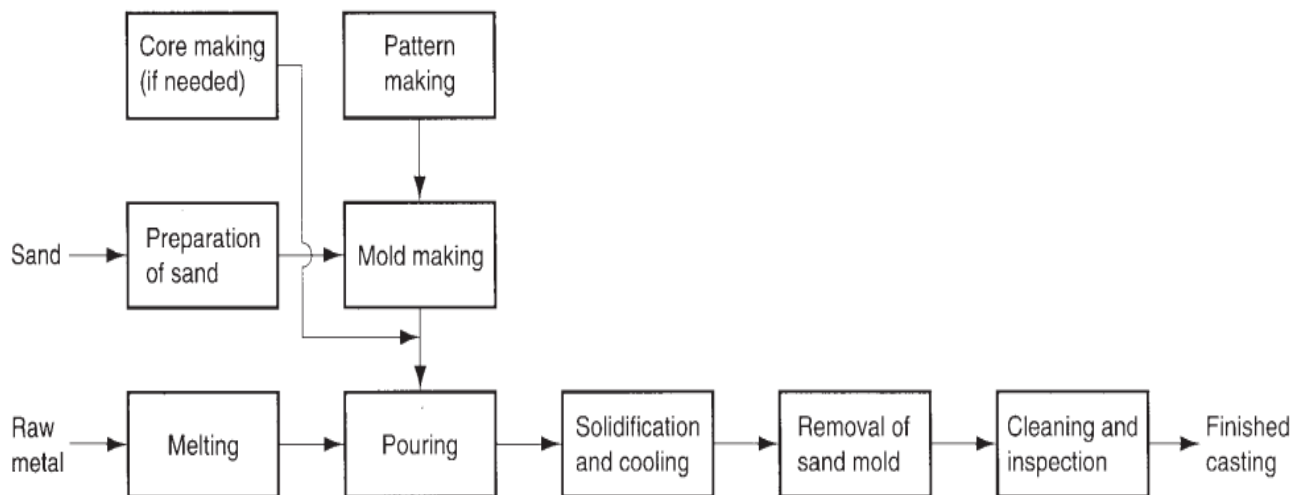 Core making
(if needed)
Pattern
making
Sand
Preparation
of sand
Mold making
Raw
metal
Melting
Pouring
Solidification
and cooling
Removal of
sand mold
Cleaning and
inspection
Finished
casting